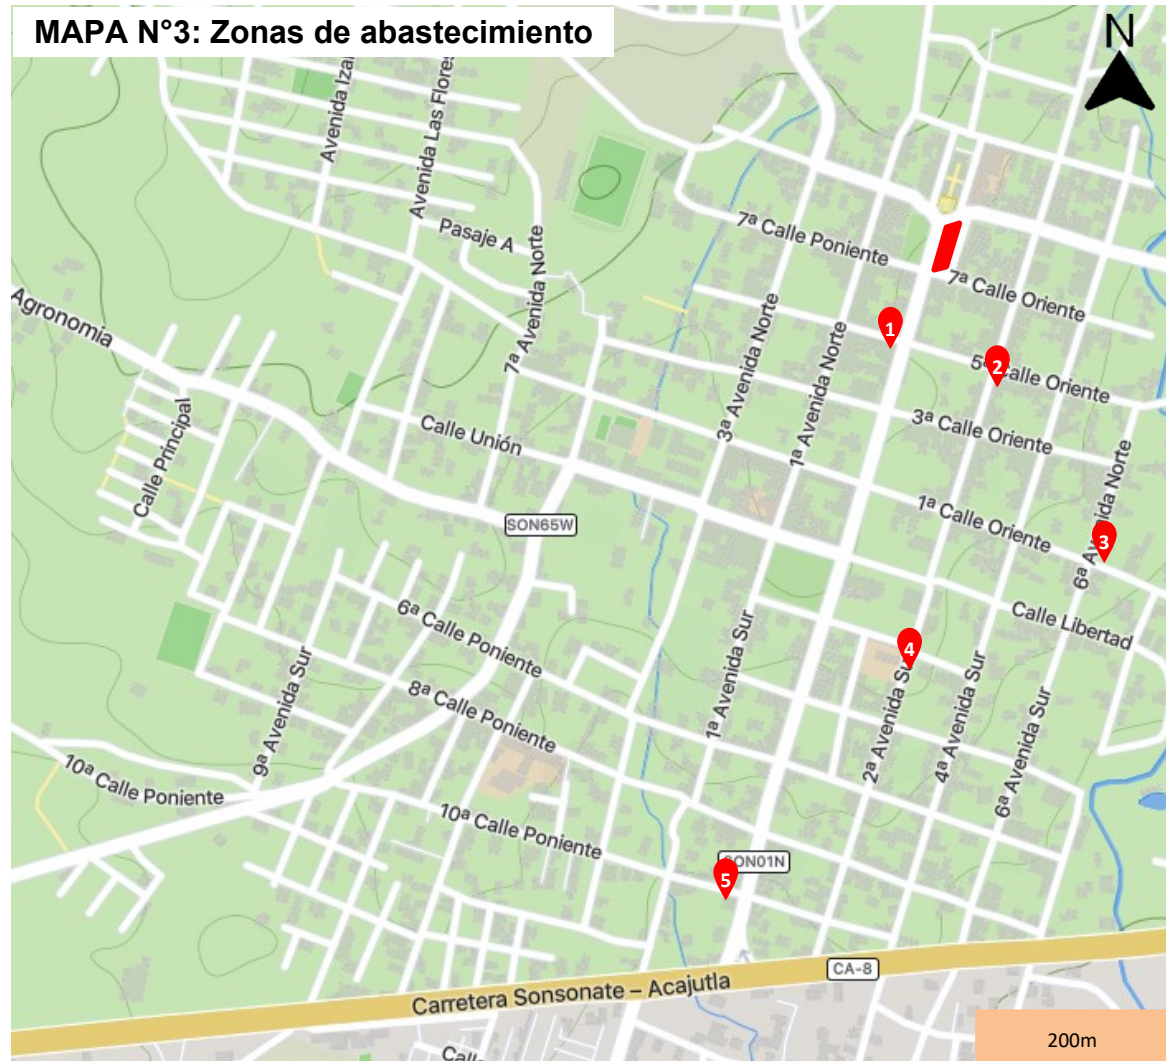 MAPA N°3: Zonas de abastecimiento
N
Avenida Izal
Avenida Las Flores
Pasaje A
7ª Avenida Norte
7ª Calle Poniente
7ª Calle Oriente
Agronomia
1
2
5ª Calle Oriente
3ª Avenida Norte
1ª Avenida Norte
3ª Calle Oriente
Calle Principal
Calle Unión
SON65W
1ª Calle Oriente
6ª Avenida Norte
3
Calle Libertad
6ª Calle Poniente
4
1ª Avenida Sur
2ª Avenida Sur
4ª Avenida Sur
6ª Avenida Sur
9ª Avenida Sur
8ª Calle Poniente
10ª Calle Poniente
10ª Calle Poniente
SON01N
5
CA-8
Carretera Sonsonate – Acajutla
Calle
200m